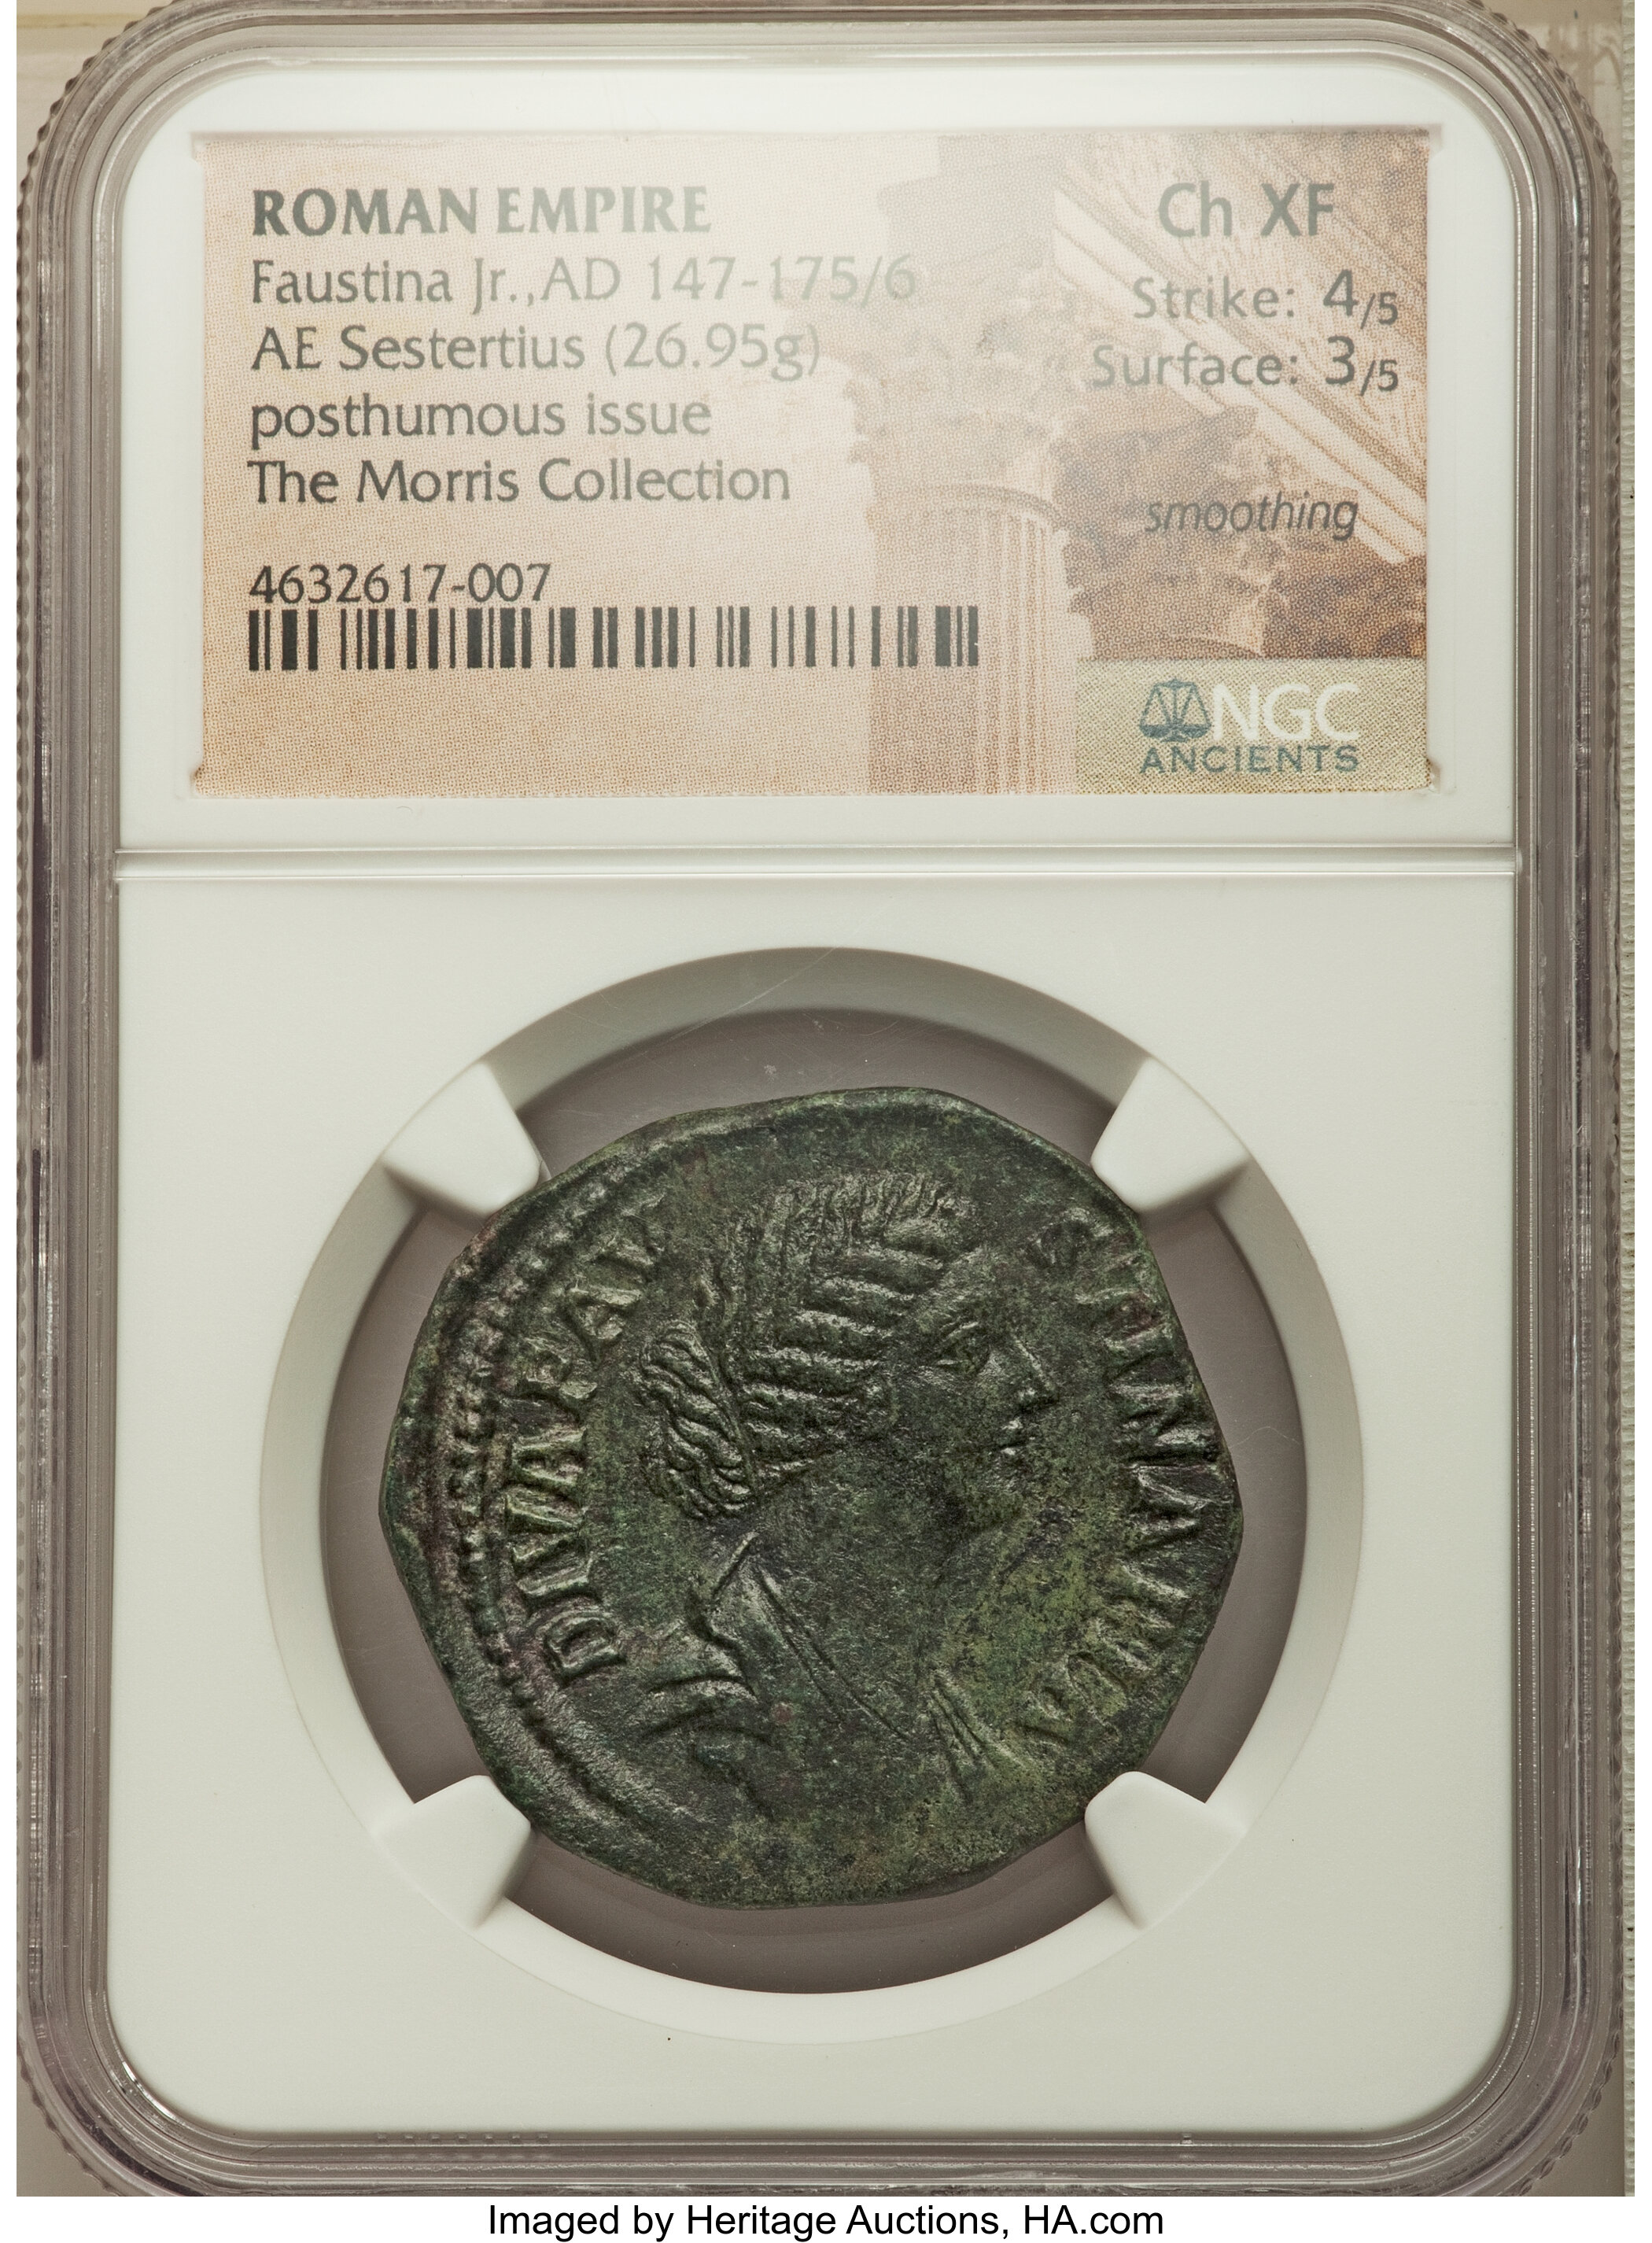 ROMAN EMPIRE
Faustina Jr., AD 147-175/6
AE Sestertius (26.95g)
posthumous issue
The Morris Collection
4632617-007
Ch XF
Strike: 4/5
Surface: 3/5
smoothing
NGC
ANCIENTS
DIVA FAV
STINA PIA
Imaged by Heritage Auctions, HA.com